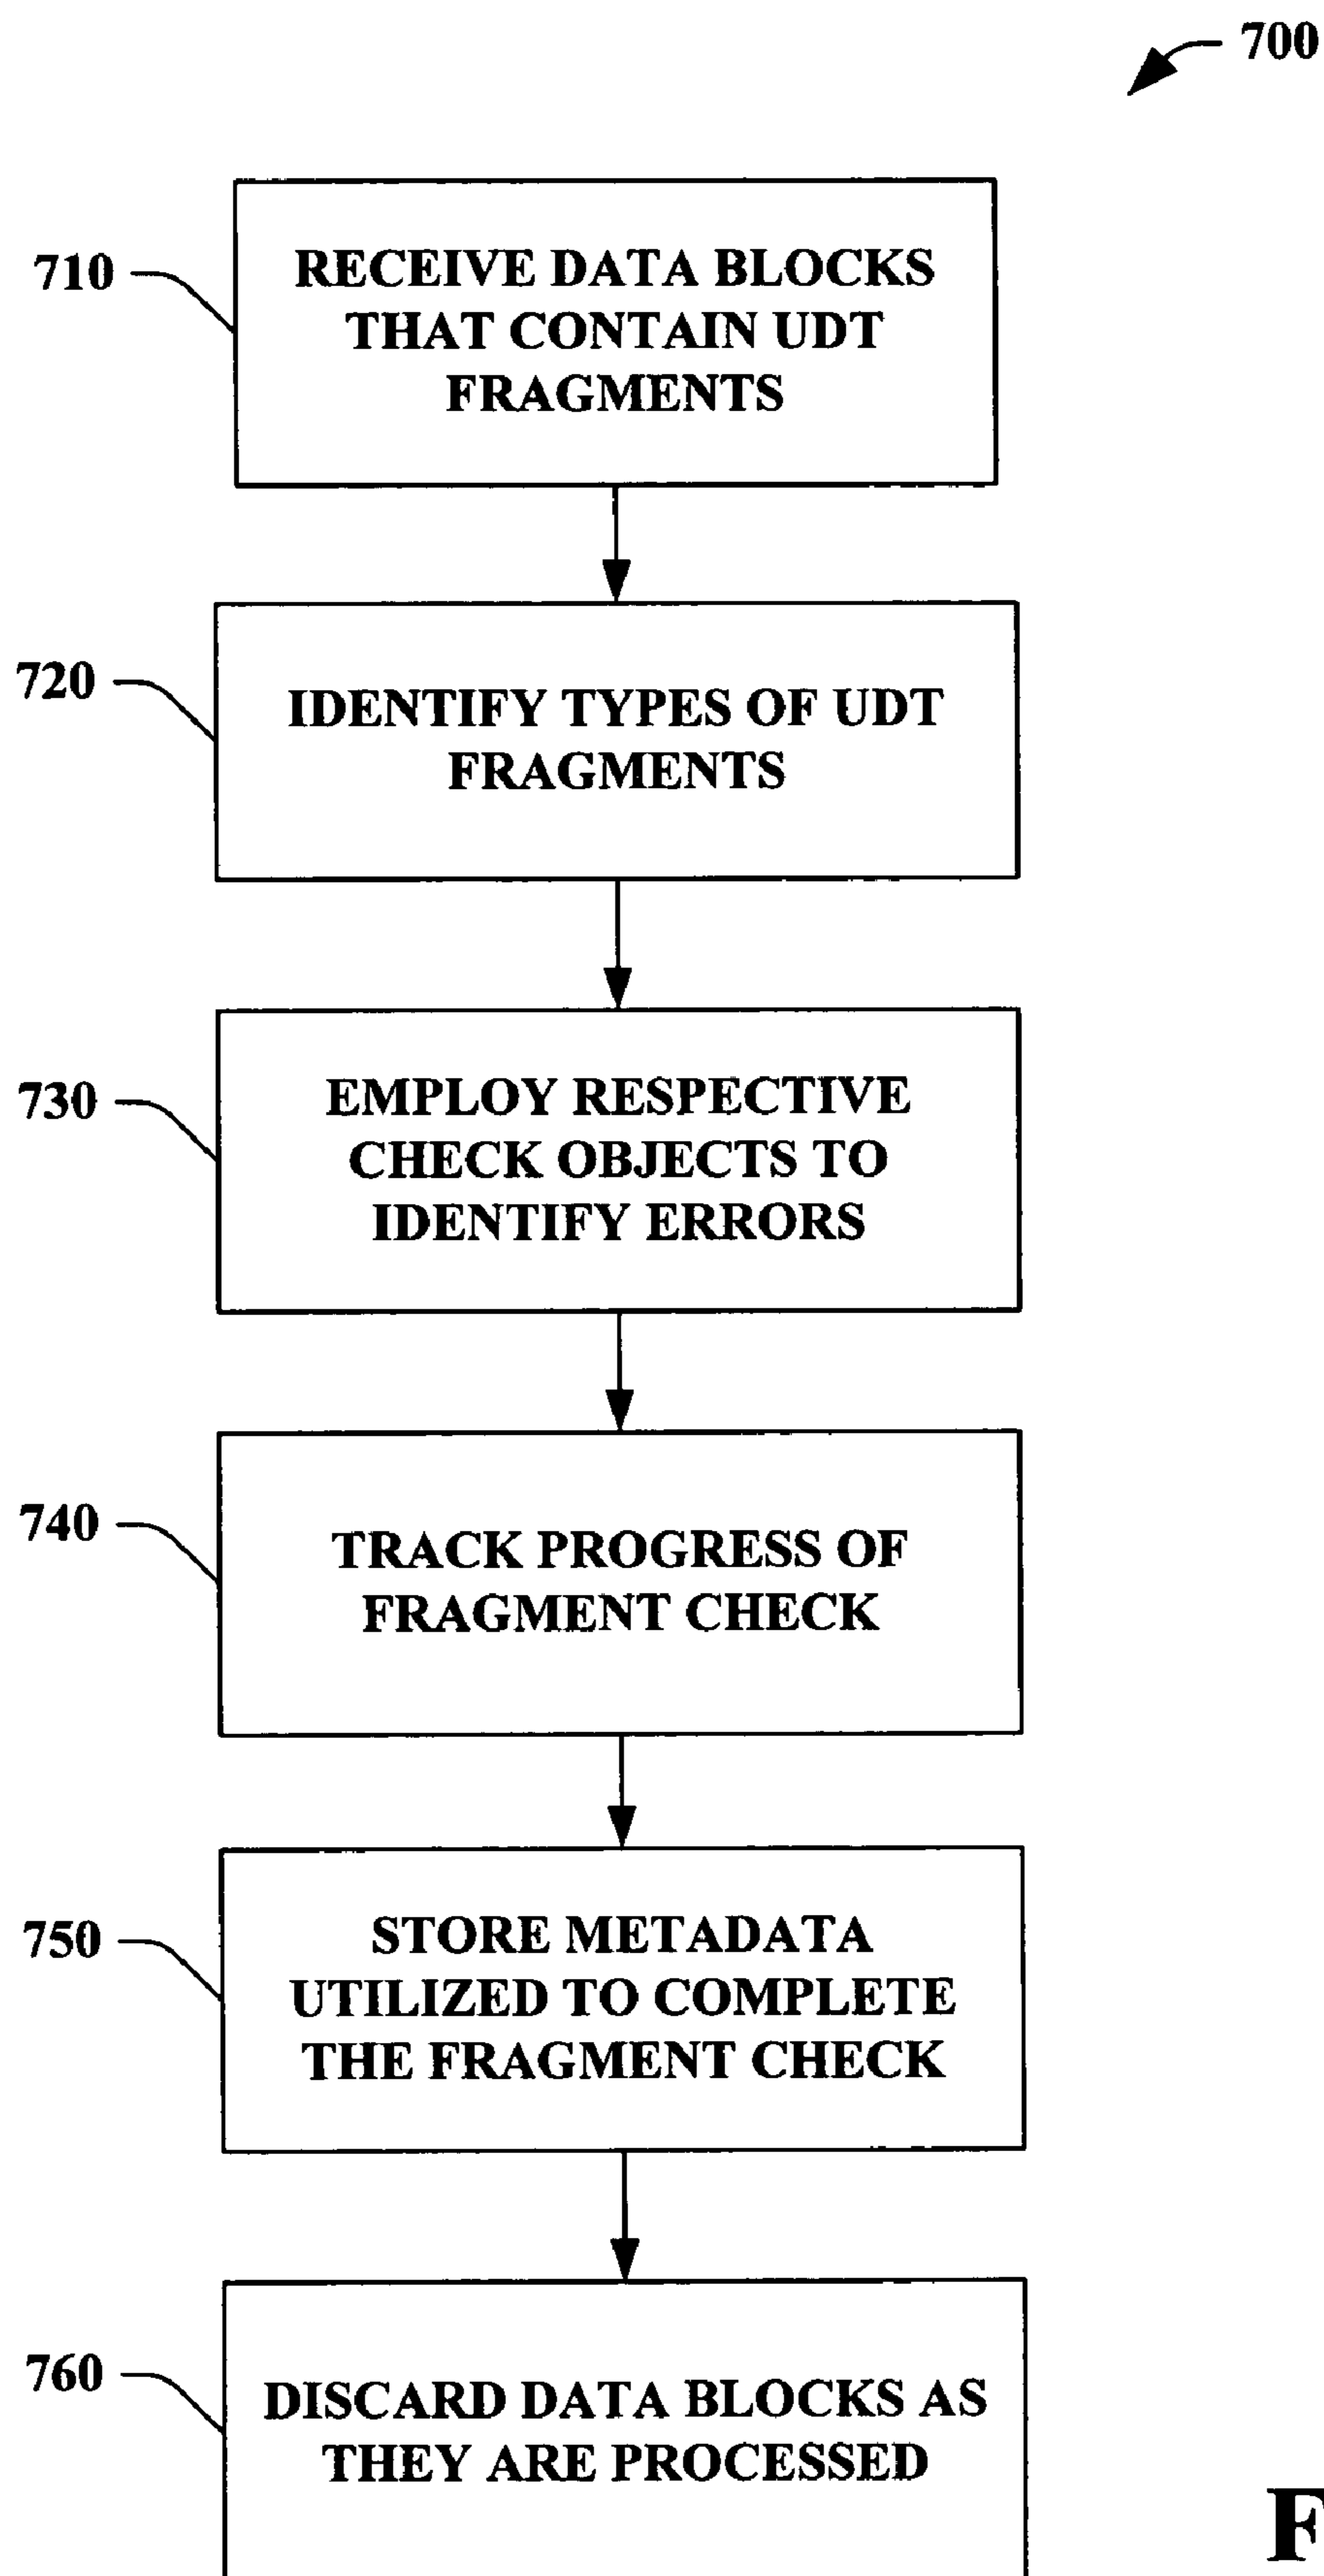 700
710
RECEIVE DATA BLOCKS
THAT CONTAIN UDT
FRAGMENTS
720
IDENTIFY TYPES OF UDT
FRAGMENTS
730
EMPLOY RESPECTIVE
CHECK OBJECTS TO
IDENTIFY ERRORS
740
TRACK PROGRESS OF
FRAGMENT CHECK
750
STORE METADATA
UTILIZED TO COMPLETE
THE FRAGMENT CHECK
760
DISCARD DATA BLOCKS AS
THEY ARE PROCESSED
F